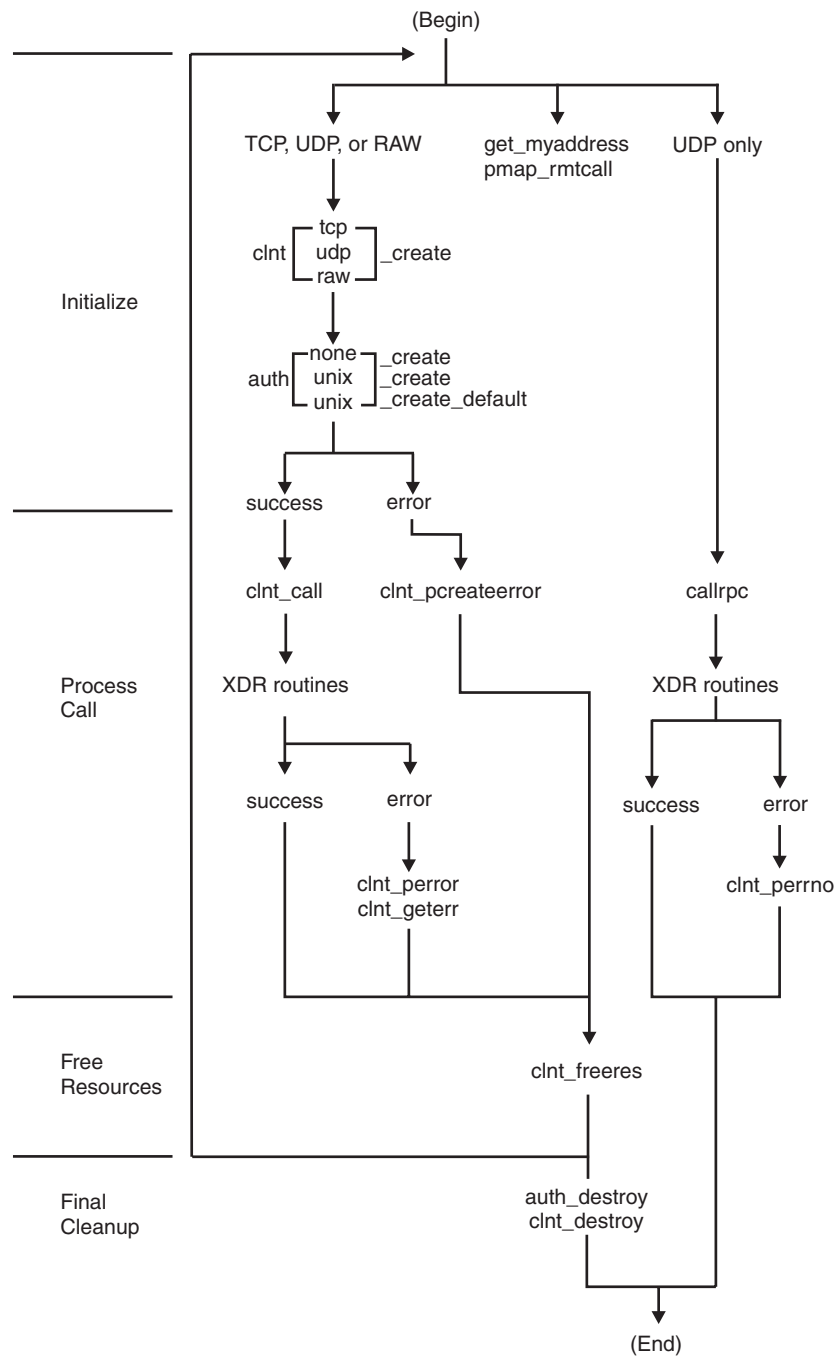 (Begin)
TCP, UDP, or RAW
get_myaddress
pmap_rmtcall
UDP only
clnt
tcp
udp
raw
_create
Initialize
auth
none
unix
unix
_create
_create
_create_default
success
error
clnt_call
clnt_pcreateerror
callrpc
Process
Call
XDR routines
XDR routines
success
error
success
error
clnt_perror
clnt_geterr
clnt_perrno
Free
Resources
clnt_freeres
Final
Cleanup
auth_destroy
clnt_destroy
(End)